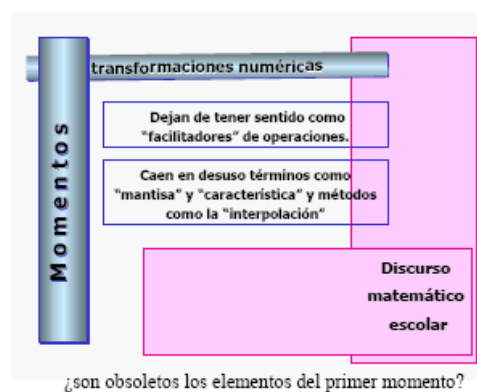 transformaciones numéricas
Momentos
Dejan de tener sentido como
“facilitadores” de operaciones.
Caen en desuso términos como
“mantisa” y “característica” y métodos
como la “interpolación”
Discurso
matemático
escolar
¿son obsoletos los elementos del primer momento?